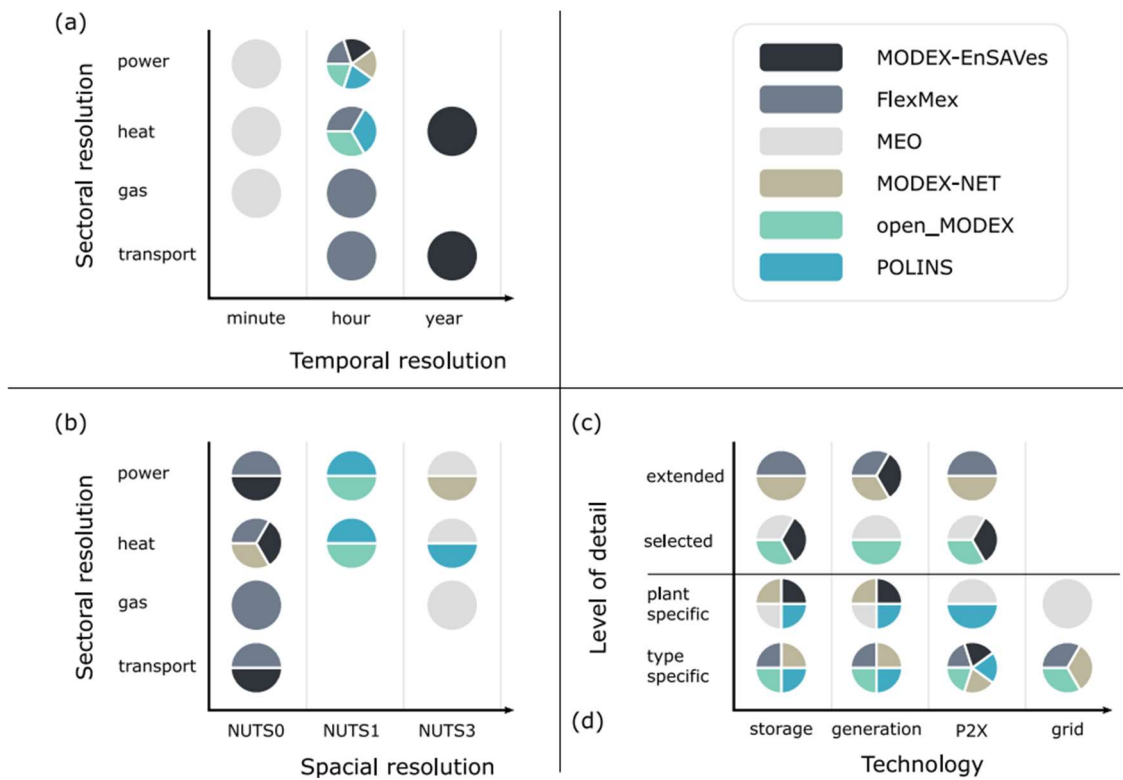 (a)
Sectoral resolution
power
heat
gas
transport
minute
hour
year
Temporal resolution
MODEX-EnSAVes
FlexMex
MEO
MODEX-NET
open_MODEX
POLINS
(b)
Sectoral resolution
power
heat
gas
transport
NUTS0
NUTS1
NUTS3
Spacial resolution
(c)
Level of detail
extended
selected
plant
specific
type
specific
(d)
storage
generation
P2X
grid
Technology